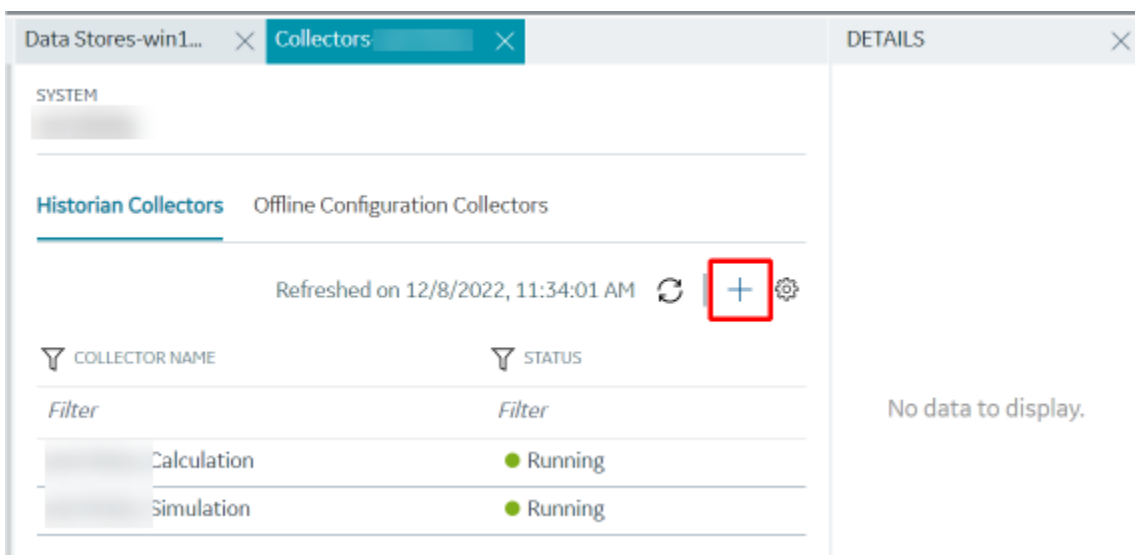 Data Stores-win1... Collectors DETAILS
SYSTEM
Historian Collectors Offline Configuration Collectors
Refreshed on 12/8/2022, 11:34:01 AM
COLLECTOR NAME STATUS
Filter Filter
No data to display.
Calculation Running
Simulation Running